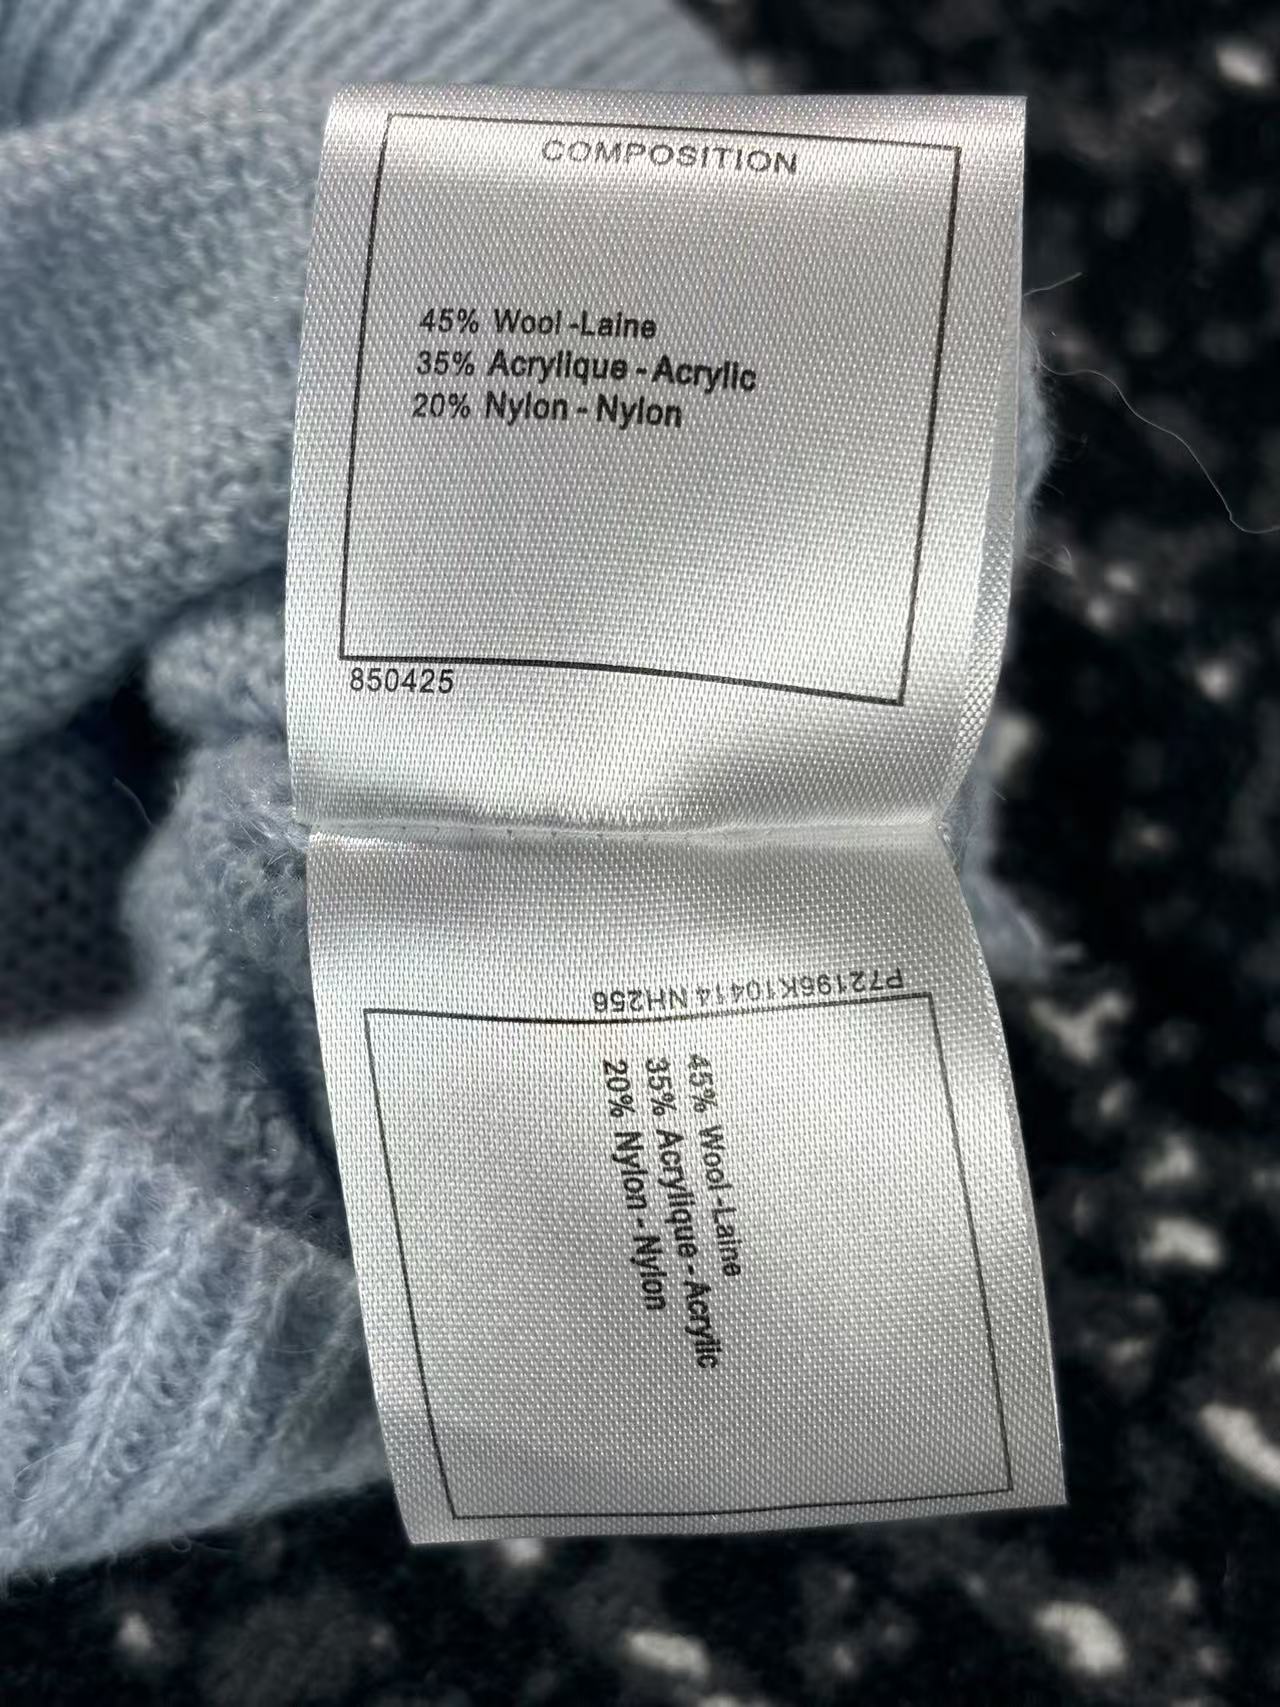 COMPOSITION
45% Wool -Laine
35% Acrylique - Acrylic
20% Nylon - Nylon
850425
P72196K10414 NH256
45% Wool -Laine
35% Acrylique - Acrylic
20% Nylon - Nylon